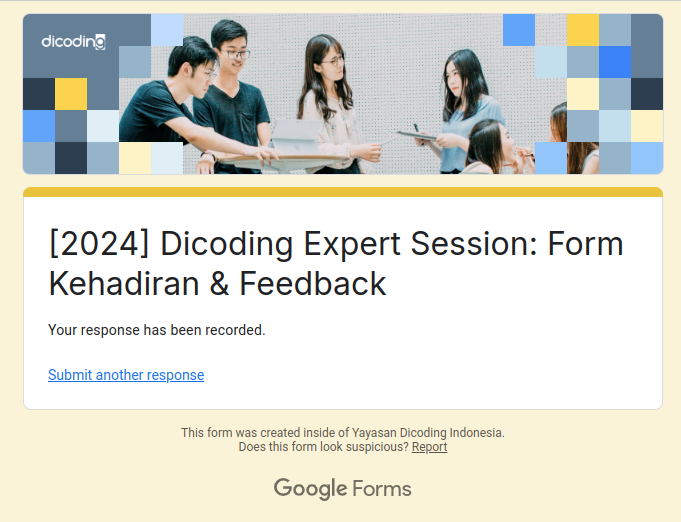 dicoding
[2024] Dicoding Expert Session: Form
Kehadiran & Feedback
Your response has been recorded.
Submit another response
This form was created inside of Yayasan Dicoding Indonesia.
Does this form look suspicious? Report
Google Forms